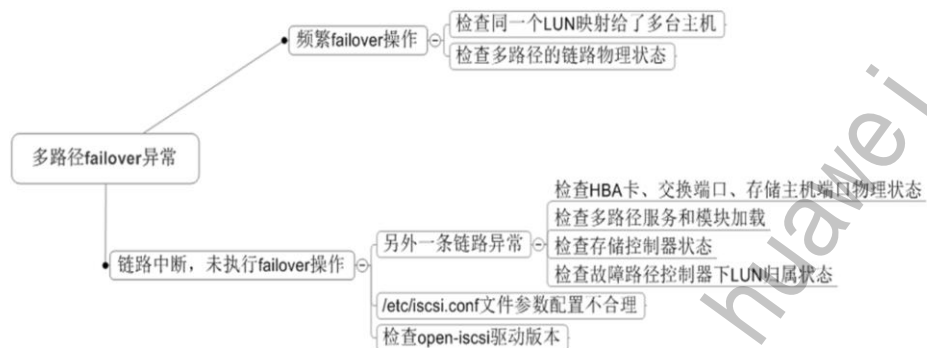 多路径failover异常
频繁failover操作
检查同一个LUN映射给了多台主机
检查多路径的链路物理状态
链路中断，未执行failover操作
另外一条链路异常
检查HBA卡、交换端口、存储主机端口物理状态
检查多路径服务和模块加载
检查存储控制器状态
检查故障路径控制器下LUN归属状态
/etc/iscsi.conf文件参数配置不合理
检查open-iscsi驱动版本
huawei